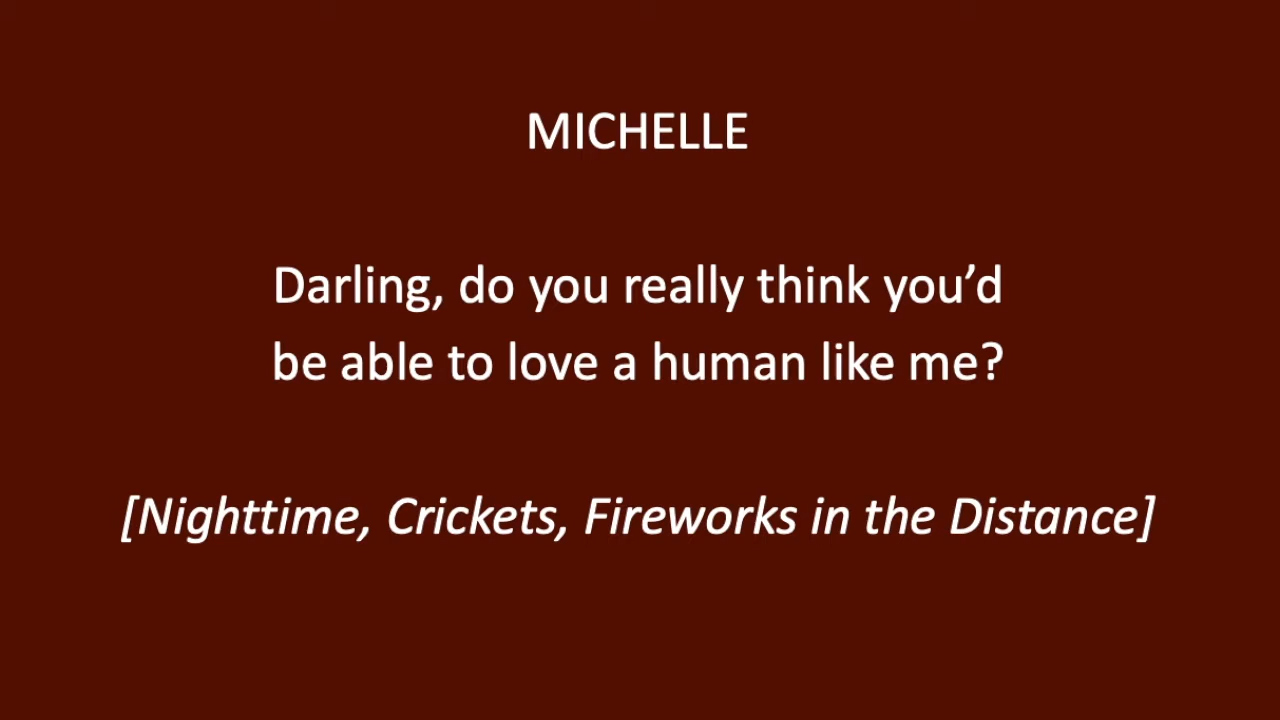 MICHELLE
Darling, do you really think you’d
be able to love a human like me?
[Nighttime, Crickets, Fireworks in the Distance]